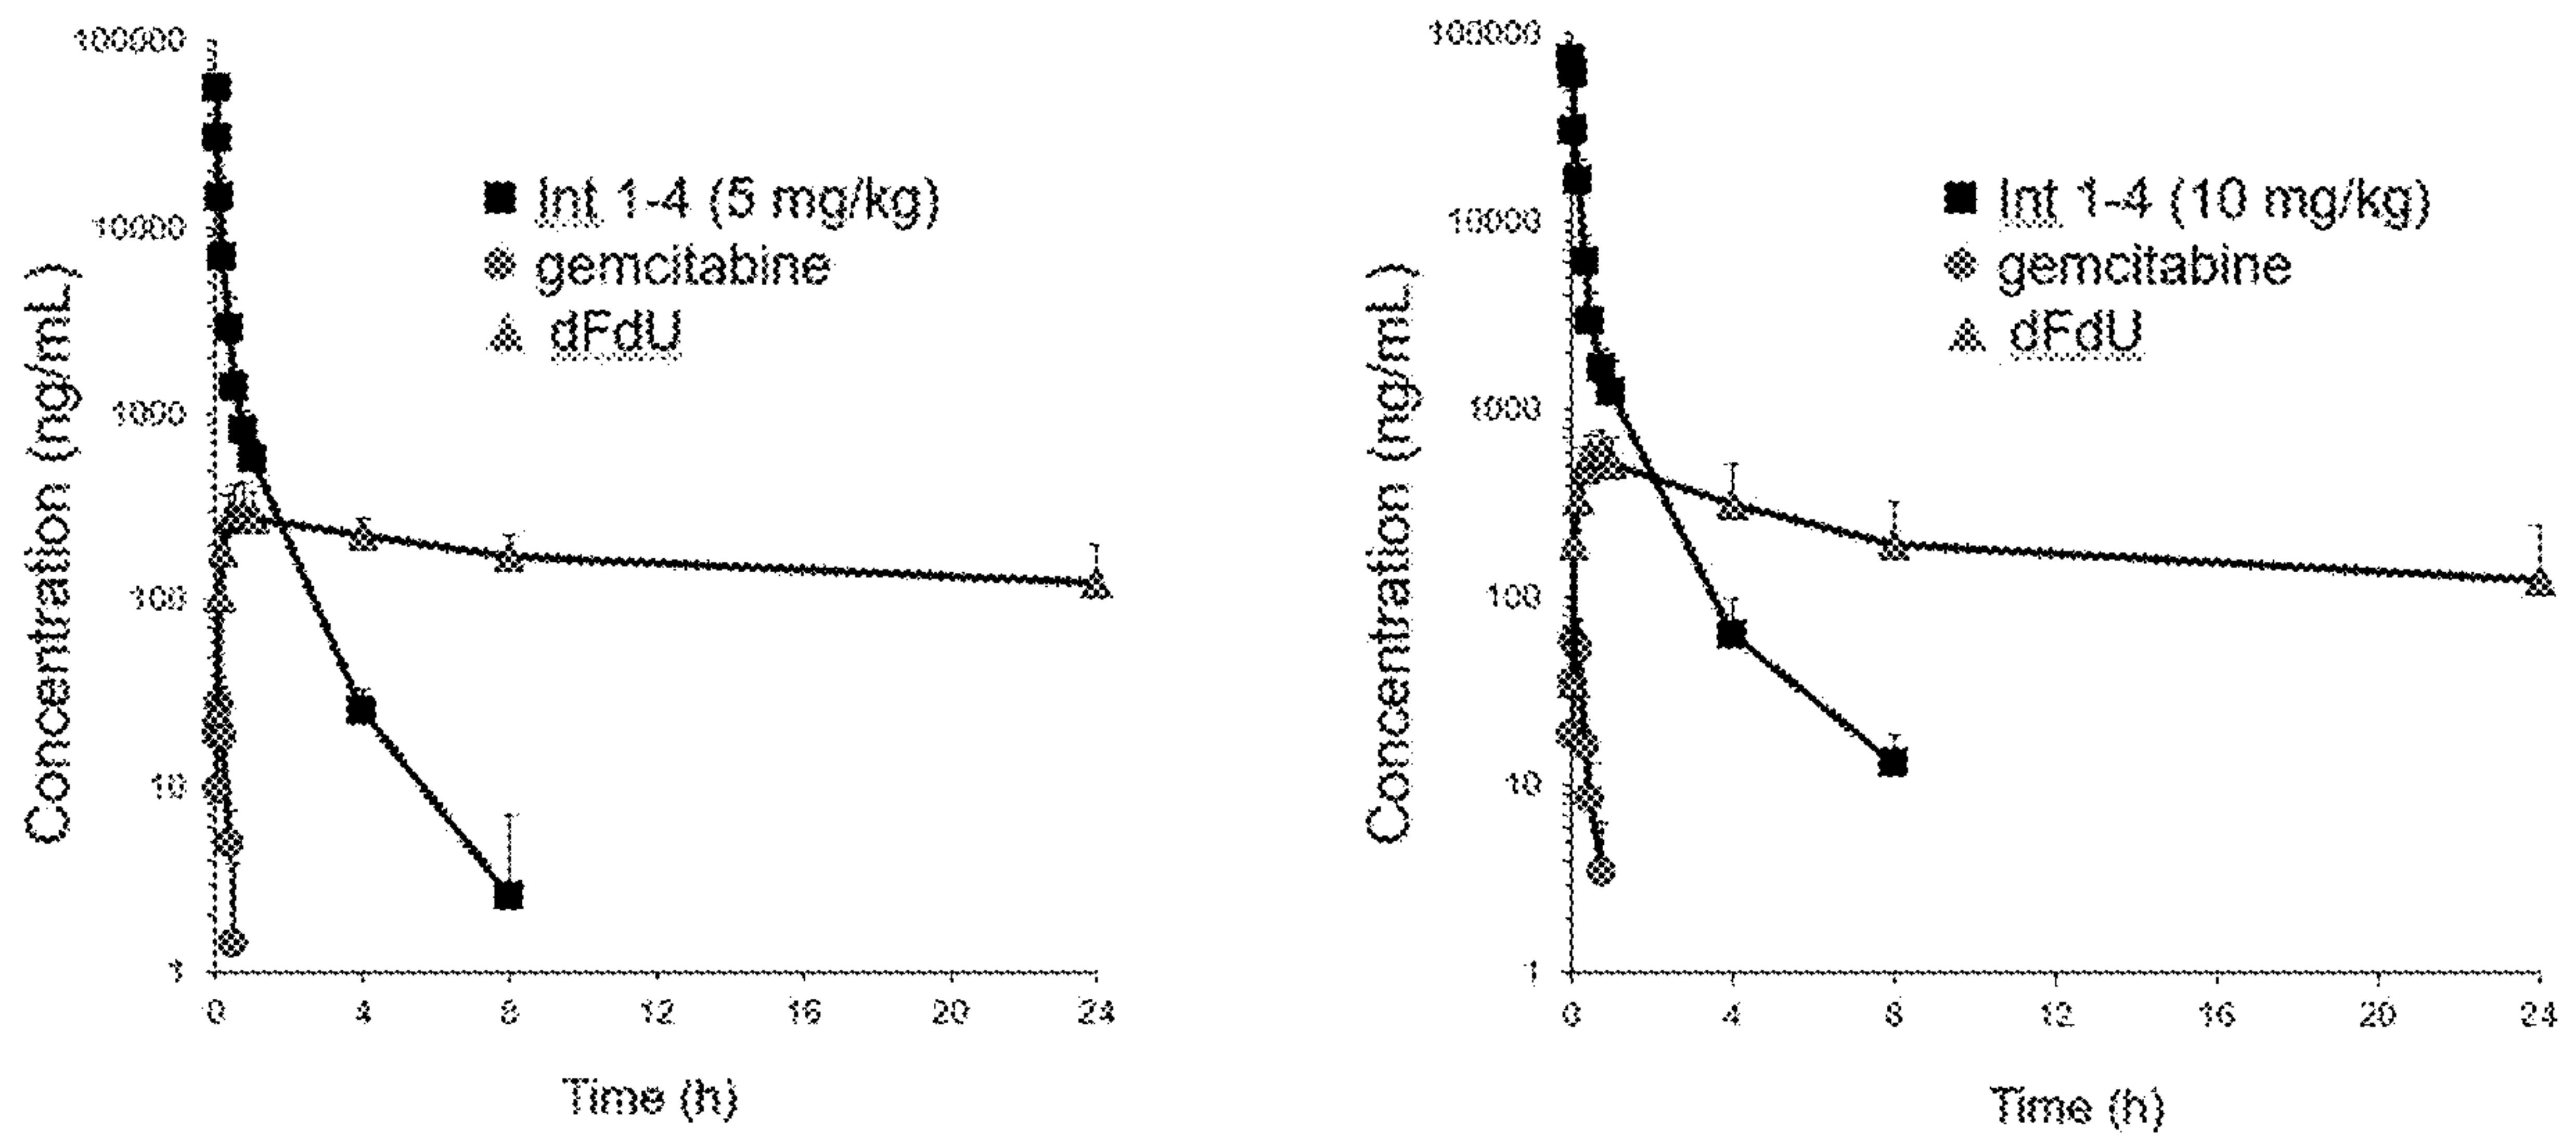 Concentration (ng/mL)
100000
10000
1000
100
10
1
Int 1-4 (5 mg/kg)
gemcitabine
dFdU
0 4 8 12 16 20 24
Time (h)
Concentration (ng/mL)
100000
10000
1000
100
10
1
Int 1-4 (10 mg/kg)
gemcitabine
dFdU
0 4 8 12 16 20 24
Time (h)